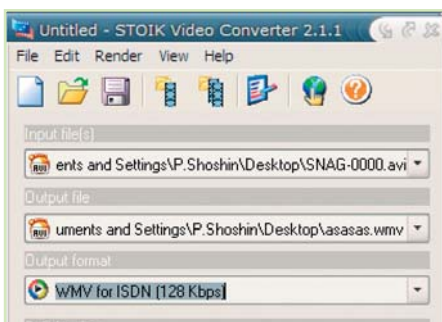 Untitled - STOIK Video Converter 2.1.1
File Edit Render View Help
Input file(s)
ents and Settings\P.Shoshin\Desktop\SNAG-0000.avi
Output file
uments and Settings\P.Shoshin\Desktop\asasas.wmv
Output format
WMV for ISDN (128 Kbps)